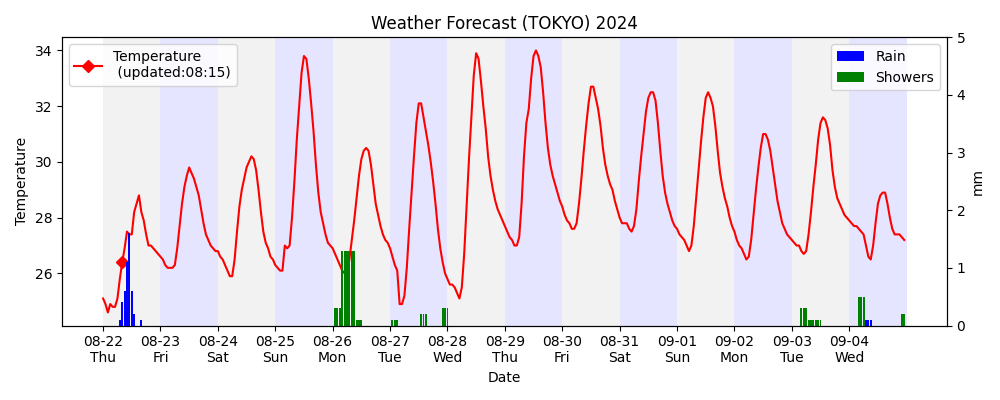 Weather Forecast (TOKYO) 2024
Temperature
(updated:08:15)
Rain
Showers
Temperature
34
32
30
28
26
5
4
3
2
1
0
mm
08-22 08-23 08-24 08-25 08-26 08-27 08-28 08-29 08-30 08-31 09-01 09-02 09-03 09-04
Thu Fri Sat Sun Mon Tue Wed Thu Fri Sat Sun Mon Tue Wed
Date